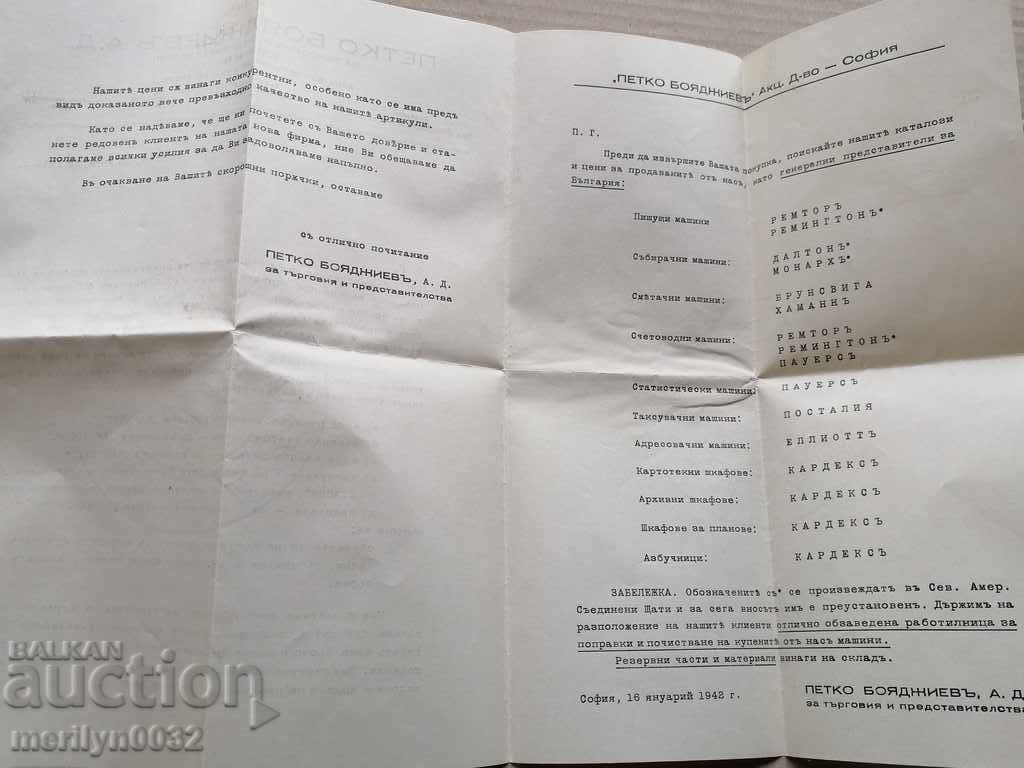 Нашитѣ цени сѫ винаги конкурентни, особено като се има предъ
видъ доказаното вече превъзходно качество на нашитѣ артикули.
Като се надѣваме, че ще ни почетете съ Вашето довѣрие и ста-
нете редовенъ клиентъ на нашата нова фирма, ние Ви обещаваме да
полагаме всички усилия за да Ви задоволяваме напълно.
Въ очакване на Вашитѣ скорошни порѫчки, оставаме
съ отлично почитание
ПЕТКО БОЯДЖИЕВЪ, А. Д.
за търговия и представителства
„ПЕТКО БОЯДЖИЕВЪ" Акц. Д-во — София
П. Г.
Преди да извършите Вашата покупка, поискайте нашитѣ каталози
и цени за продаванитѣ отъ насъ, като генерални представители за
България:
Пишущи машини РЕМТОРЪ
РЕМИНГТОНЪ*
Събирачни машини: ДАЛТОНЪ*
МОНАРХЪ*
Смѣтачни машини: БРУНСВИГА
ХАМАННЪ
Счетоводни машини: РЕМТОРЪ
РЕМИНГТОНЪ*
ПАУЕРСЪ
Статистически машини: ПАУЕРСЪ
Таксувачни машини: ПОСТАЛИЯ
Адресовачни машини: ЕЛЛИОТТЪ
Картотекни шкафове: КАРДЕКСЪ
Архивни шкафове: КАРДЕКСЪ
Шкафове за планове: КАРДЕКСЪ
Азбучници: КАРДЕКСЪ
ЗАБЕЛЕЖКА. Обозначенитѣ съ* се произвеждатъ въ Сев. Амер.
Съединени Щати и за сега вносътъ имъ е преустановенъ. Държимъ на
разположение на нашитѣ клиенти отлично обзаведена работилница за
поправки и почистване на купенитѣ отъ насъ машини.
Резервни части и материали винаги на складъ.
София, 16 януарий 1942 г.
ПЕТКО БОЯДЖИЕВЪ, А. Д.
за търговия и представителства
BALKAN
auction
merilyn0032